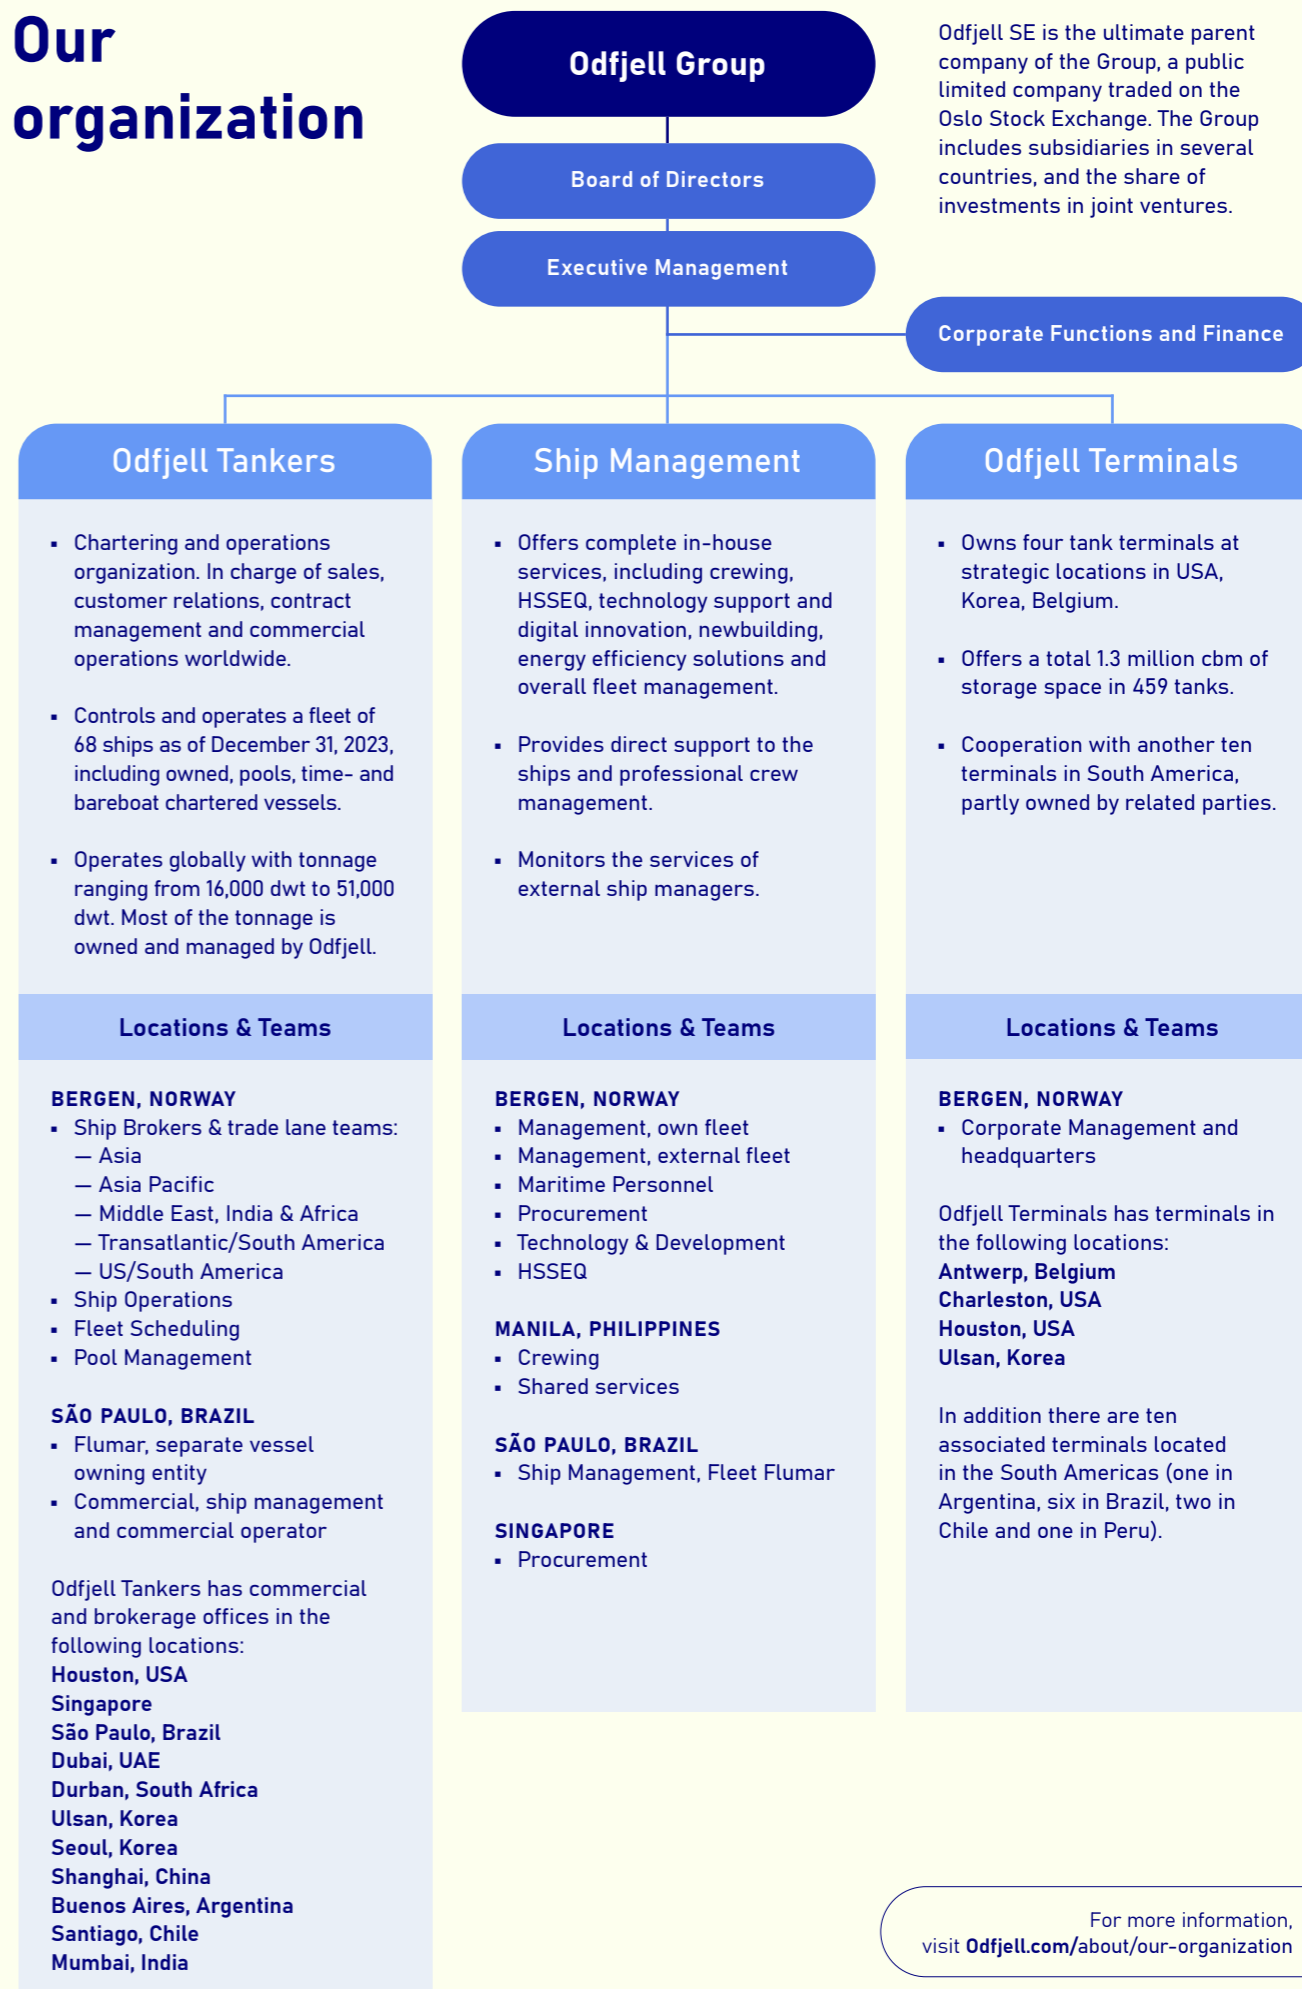 Our
organization
Odfjell Group
Board of Directors
Executive Management
Odfjell SE is the ultimate parent
company of the Group, a public
limited company traded on the
Oslo Stock Exchange. The Group
includes subsidiaries in several
countries, and the share of
investments in joint ventures.
Corporate Functions and Finance
Odfjell Tankers
▪ Chartering and operations
organization. In charge of sales,
customer relations, contract
management and commercial
operations worldwide.
▪ Controls and operates a fleet of
68 ships as of December 31, 2023,
including owned, pools, time- and
bareboat chartered vessels.
▪ Operates globally with tonnage
ranging from 16,000 dwt to 51,000
dwt. Most of the tonnage is
owned and managed by Odfjell.
Locations & Teams
BERGEN, NORWAY
▪ Ship Brokers & trade lane teams:
— Asia
— Asia Pacific
— Middle East, India & Africa
— Transatlantic/South America
— US/South America
▪ Ship Operations
▪ Fleet Scheduling
▪ Pool Management
SÃO PAULO, BRAZIL
▪ Flumar, separate vessel
owning entity
▪ Commercial, ship management
and commercial operator
Odfjell Tankers has commercial
and brokerage offices in the
following locations:
Houston, USA
Singapore
São Paulo, Brazil
Dubai, UAE
Durban, South Africa
Ulsan, Korea
Seoul, Korea
Shanghai, China
Buenos Aires, Argentina
Santiago, Chile
Mumbai, India
Ship Management
▪ Offers complete in-house
services, including crewing,
HSSEQ, technology support and
digital innovation, newbuilding,
energy efficiency solutions and
overall fleet management.
▪ Provides direct support to the
ships and professional crew
management.
▪ Monitors the services of
external ship managers.
Locations & Teams
BERGEN, NORWAY
▪ Management, own fleet
▪ Management, external fleet
▪ Maritime Personnel
▪ Procurement
▪ Technology & Development
▪ HSSEQ
MANILA, PHILIPPINES
▪ Crewing
▪ Shared services
SÃO PAULO, BRAZIL
▪ Ship Management, Fleet Flumar
SINGAPORE
▪ Procurement
Odfjell Terminals
▪ Owns four tank terminals at
strategic locations in USA,
Korea, Belgium.
▪ Offers a total 1.3 million cbm of
storage space in 459 tanks.
▪ Cooperation with another ten
terminals in South America,
partly owned by related parties.
Locations & Teams
BERGEN, NORWAY
▪ Corporate Management and
headquarters
Odfjell Terminals has terminals in
the following locations:
Antwerp, Belgium
Charleston, USA
Houston, USA
Ulsan, Korea
In addition there are ten
associated terminals located
in the South Americas (one in
Argentina, six in Brazil, two in
Chile and one in Peru).
For more information,
visit Odfjell.com/about/our-organization